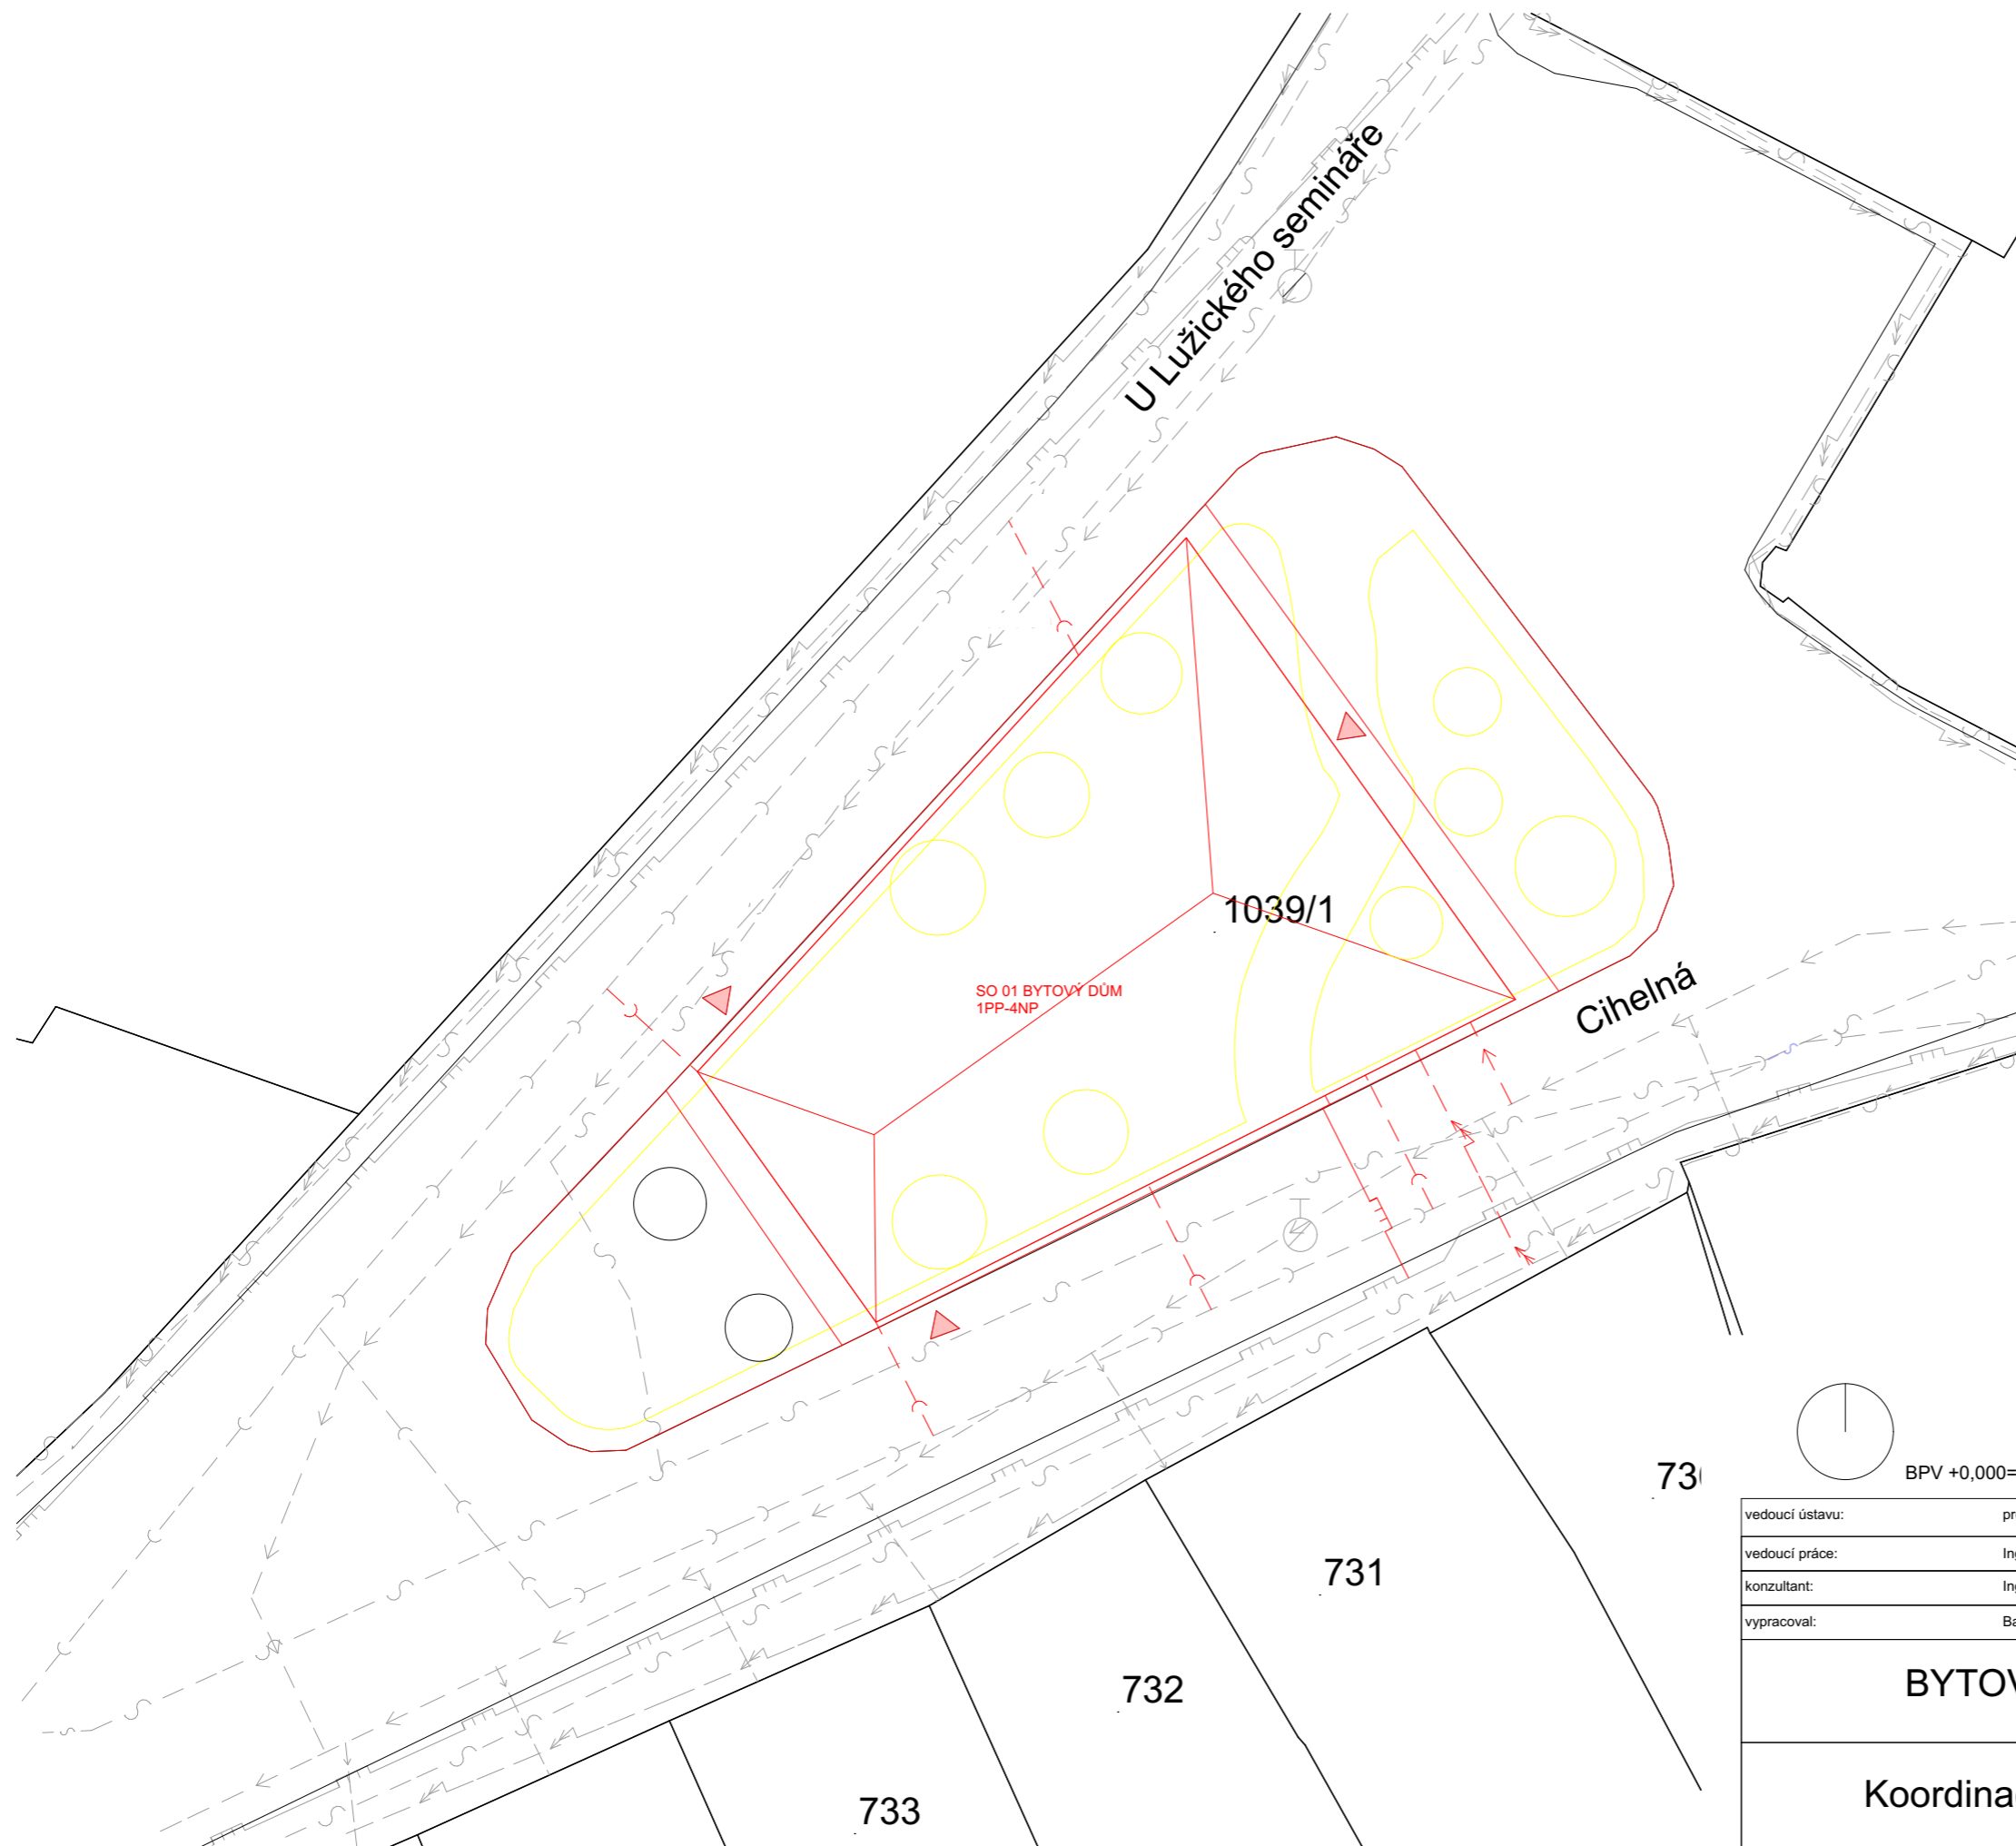 U Lužického semináře
1039/1
SO 01 BYTOVÝ DŮM
1PP-4NP
Cihelná
731
732
733
BPV +0,000=
vedoucí ústavu:
vedoucí práce:
konzultant:
vypracoval: